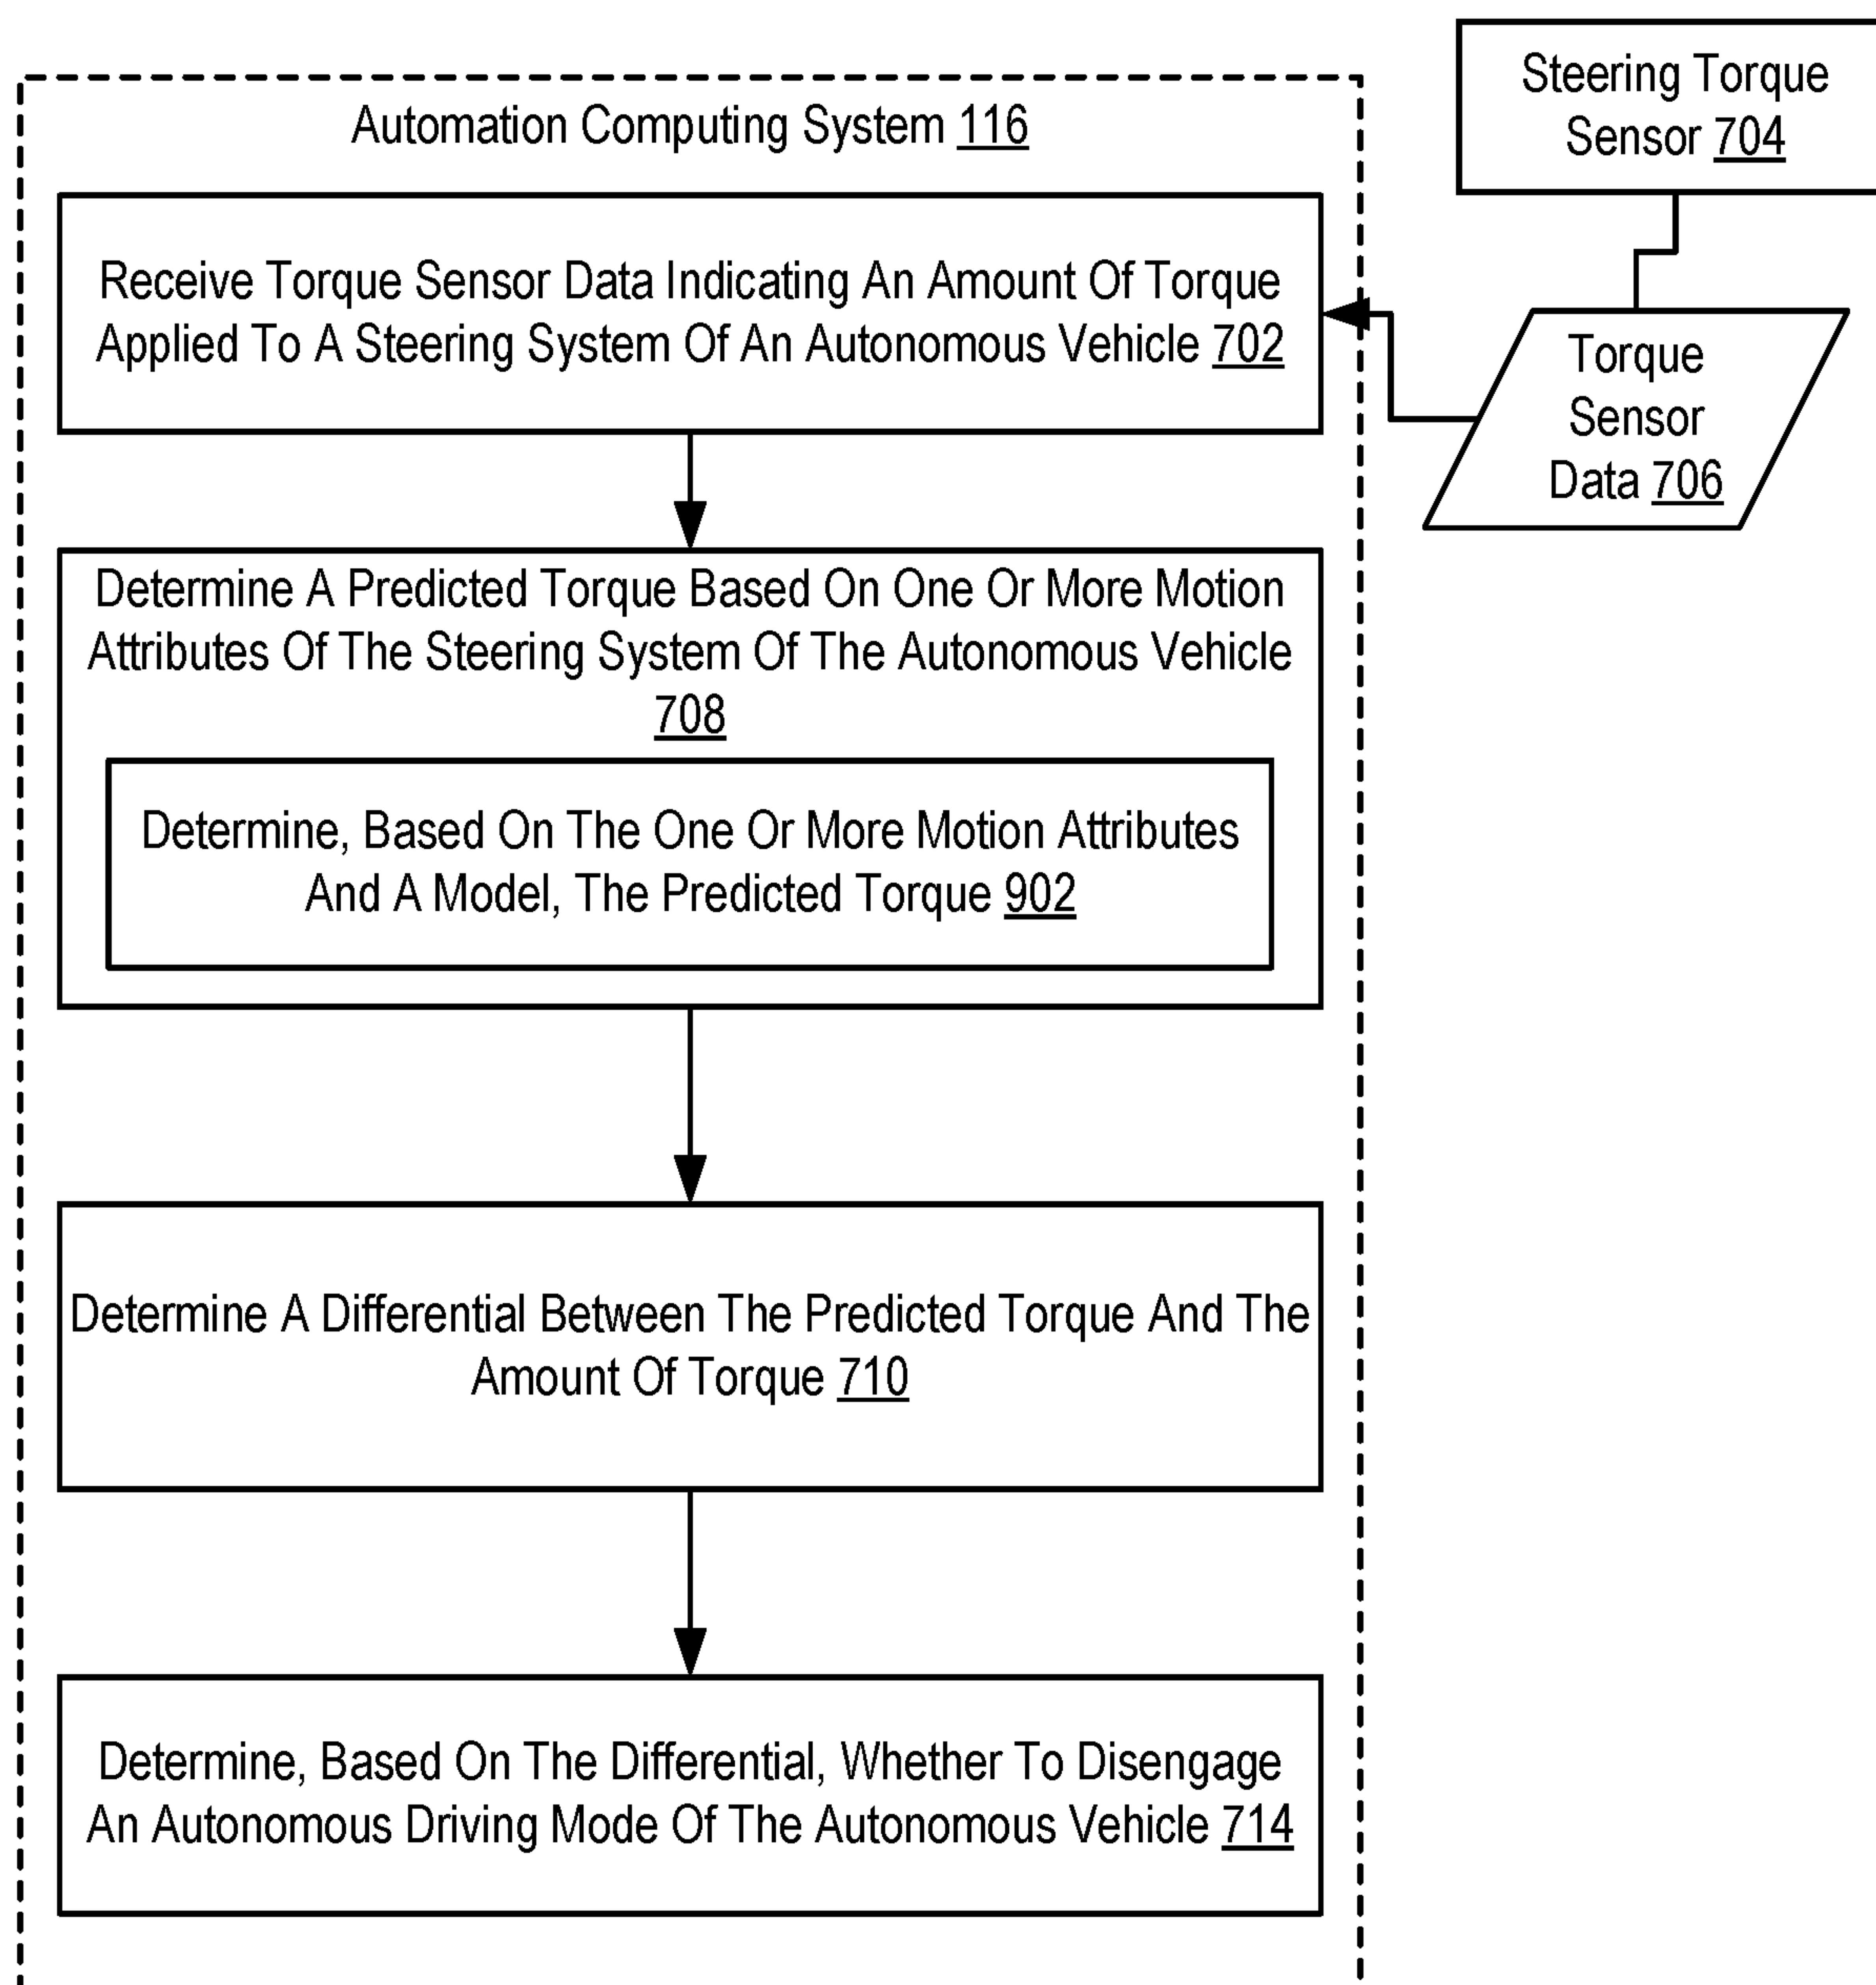 Automation Computing System 116
Steering Torque
Sensor 704
Receive Torque Sensor Data Indicating An Amount Of Torque
Applied To A Steering System Of An Autonomous Vehicle 702
Torque
Sensor
Data 706
Determine A Predicted Torque Based On One Or More Motion
Attributes Of The Steering System Of The Autonomous Vehicle
708
Determine, Based On The One Or More Motion Attributes
And A Model, The Predicted Torque 902
Determine A Differential Between The Predicted Torque And The
Amount Of Torque 710
Determine, Based On The Differential, Whether To Disengage
An Autonomous Driving Mode Of The Autonomous Vehicle 714